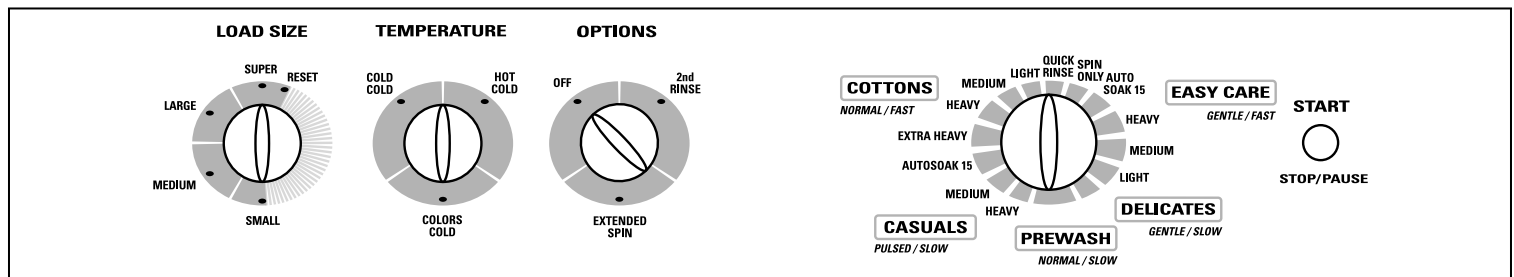 LOAD SIZE
SUPER
RESET
LARGE
MEDIUM
SMALL
TEMPERATURE
COLD
COLD
HOT
COLD
COLORS
COLD
OPTIONS
OFF
2nd
RINSE
EXTENDED
SPIN
COTTONS
NORMAL / FAST
EXTRA HEAVY
HEAVY
MEDIUM
LIGHT
QUICK
RINSE
SPIN
ONLY
AUTO
SOAK 15
EASY CARE
GENTLE / FAST
HEAVY
MEDIUM
LIGHT
DELICATES
GENTLE / SLOW
PREWASH
NORMAL / SLOW
HEAVY
MEDIUM
AUTOSOAK 15
CASUALS
PULSED / SLOW
START
STOP/PAUSE